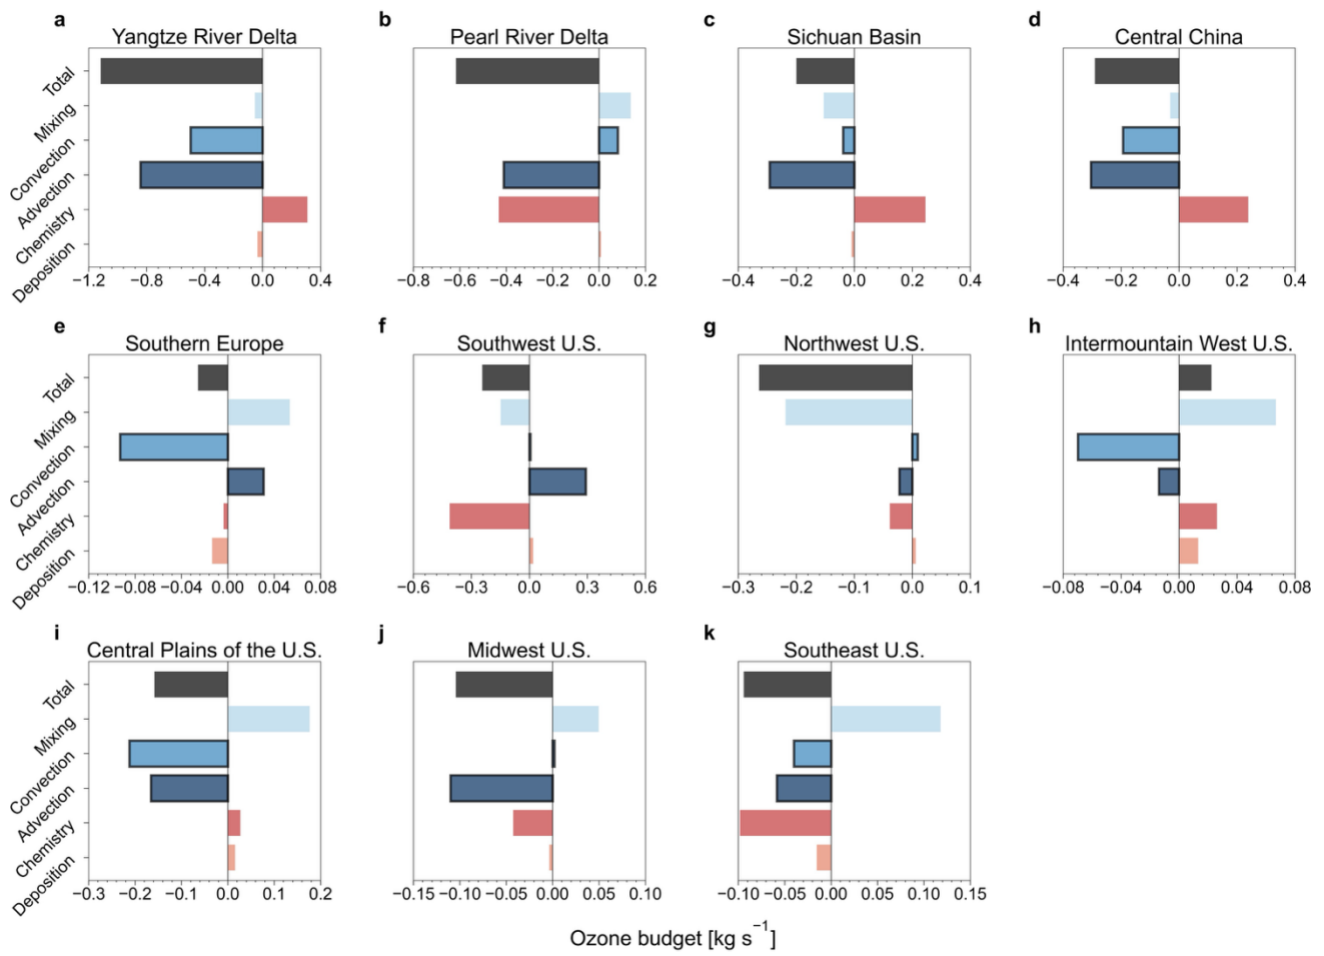 a
Yangtze River Delta
Total
Mixing
Convection
Advection
Chemistry
Deposition
−1.2 −0.8 −0.4 0.0 0.4
b
Pearl River Delta
−0.8 −0.6 −0.4 −0.2 0.0 0.2
c
Sichuan Basin
−0.4 −0.2 0.0 0.2 0.4
d
Central China
−0.4 −0.2 0.0 0.2 0.4
e
Southern Europe
Total
Mixing
Convection
Advection
Chemistry
Deposition
−0.12 −0.08 −0.04 0.00 0.04 0.08
f
Southwest U.S.
−0.6 −0.3 0.0 0.3 0.6
g
Northwest U.S.
−0.3 −0.2 −0.1 0.0 0.1
h
Intermountain West U.S.
−0.08 −0.04 0.00 0.04 0.08
i
Central Plains of the U.S.
Total
Mixing
Convection
Advection
Chemistry
Deposition
−0.3 −0.2 −0.1 0.0 0.1 0.2
j
Midwest U.S.
−0.15 −0.10 −0.05 0.00 0.05 0.10
k
Southeast U.S.
−0.10 −0.05 0.00 0.05 0.10 0.15
Ozone budget [kg s⁻¹]